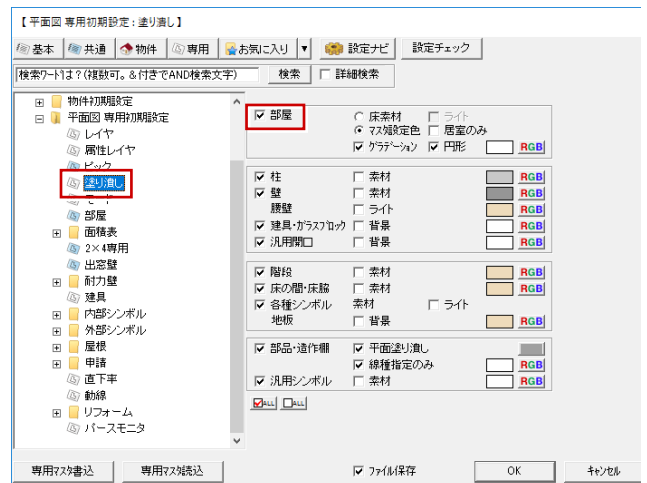 【 平面図 専用初期設定 : 塗り潰し 】
基本 共通 物件 専用 お気に入り ▼ 設定ナビ 設定チェック
検索ワードは？(複数可。＆付きでAND検索文字) 検索 詳細検索
物件初期設定
平面図 専用初期設定
レイヤ
属性レイヤ
ピック
塗り潰し
モード
部屋
面積表
2×4専用
出窓壁
耐力壁
建具
内部シンボル
外部シンボル
屋根
申請
直下率
動線
リフォーム
パースモニタ
部屋 床素材 ライト
マスタ設定色 居室のみ
グラデーション 円形 RGB
柱 素材 RGB
壁 素材 RGB
腰壁 ライト RGB
建具・ガラスブロック 背景 RGB
汎用開口 背景 RGB
階段 素材 RGB
床の間・床脇 素材 RGB
各種シンボル 素材 ライト
地板 背景 RGB
部品・造作棚 平面塗り潰し
線種指定のみ RGB
汎用シンボル 素材 RGB
ALL ALL
専用マスタ書込 専用マスタ読込 ファイル保存 OK キャンセル